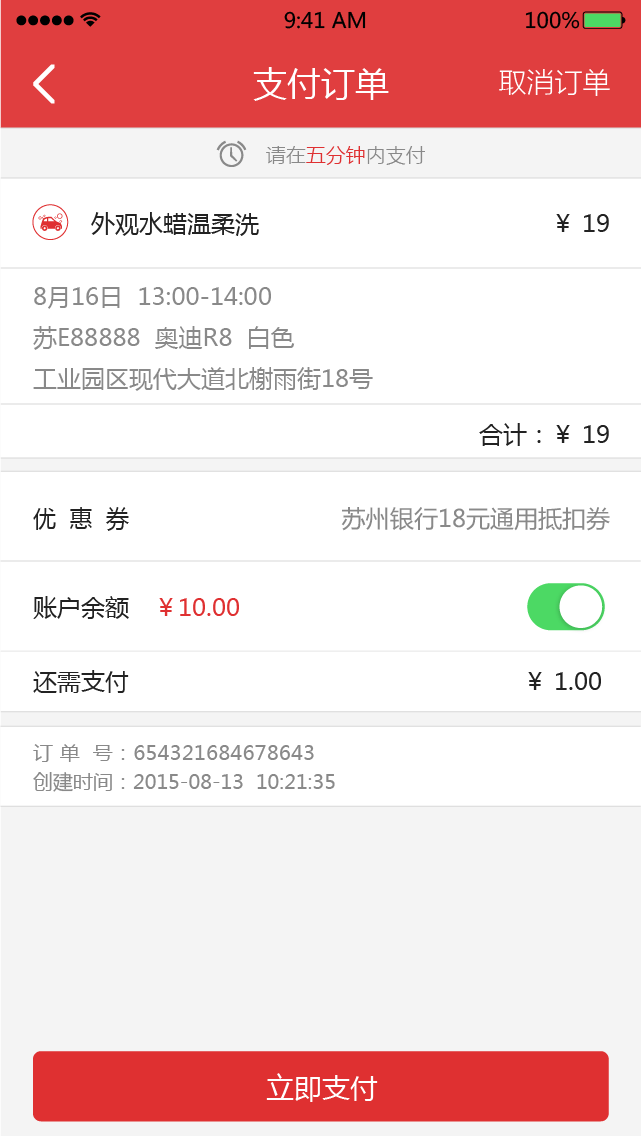 9:41 AM 100%
支付订单 取消订单
请在五分钟内支付
外观水蜡温柔洗 ¥ 19
8月16日 13:00-14:00
苏E88888 奥迪R8 白色
工业园区现代大道北榭雨街18号
合计：¥ 19
优 惠 券 苏州银行18元通用抵扣券
账户余额 ¥10.00
还需支付 ¥ 1.00
订 单 号：654321684678643
创建时间：2015-08-13 10:21:35
立即支付